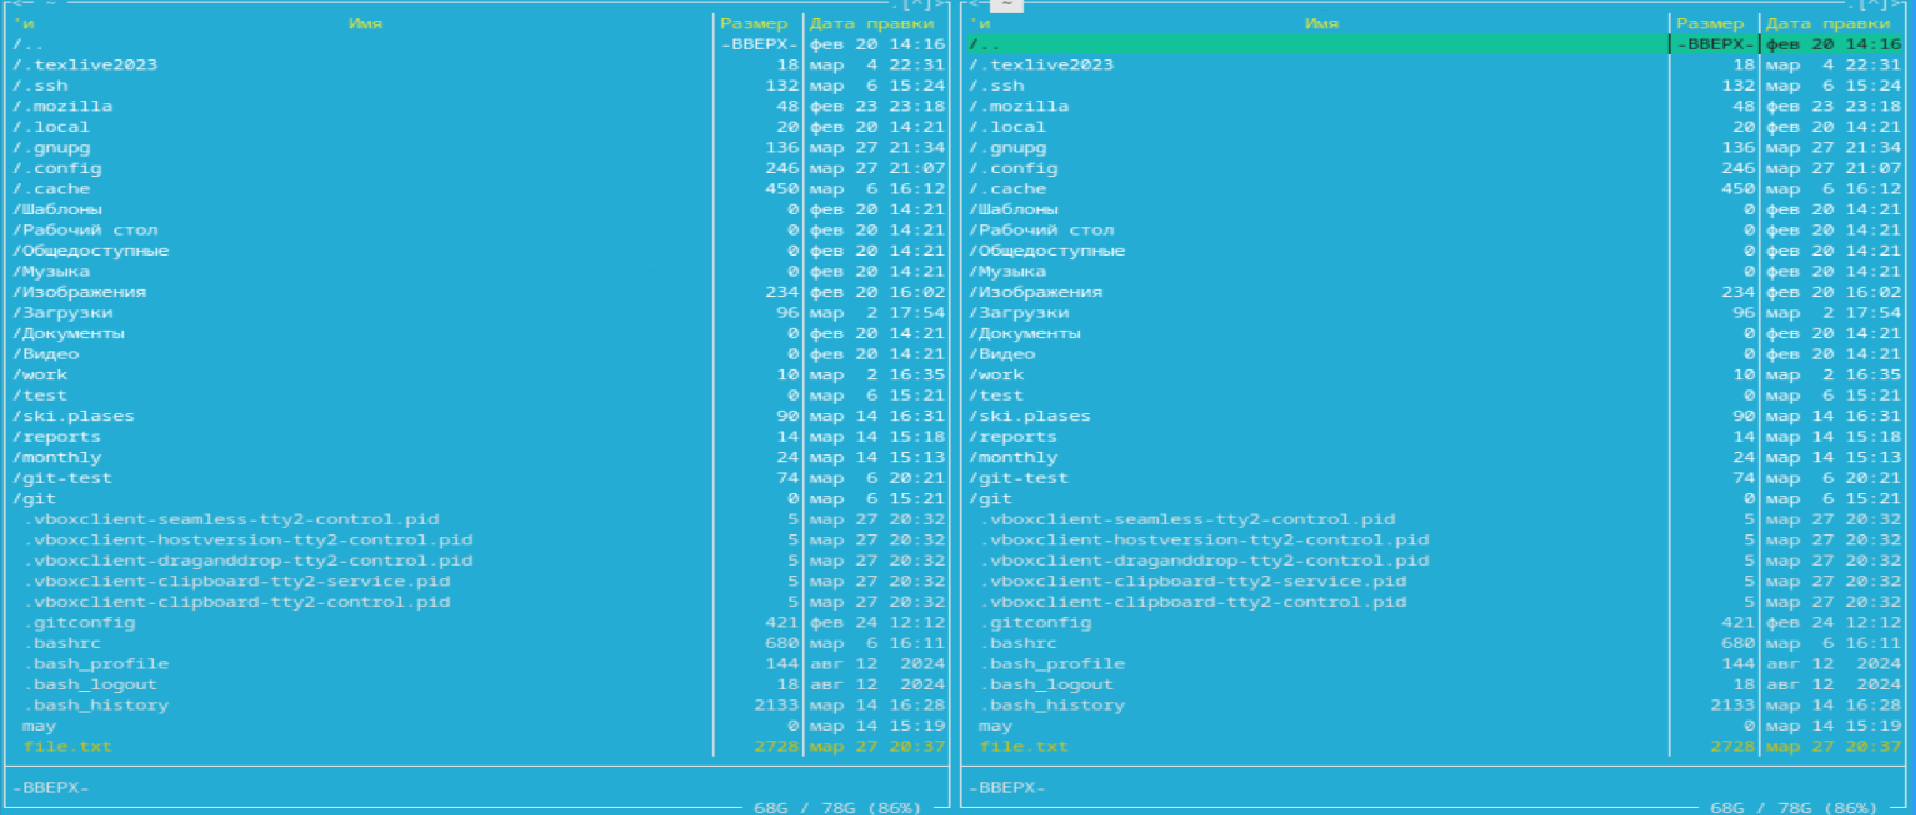 <— ~ .[^]>
'и Имя Размер Дата правки
/.. -ВВЕРХ- фев 20 14:16
/.texlive2023 18 мар 4 22:31
/.ssh 132 мар 6 15:24
/.mozilla 48 фев 23 23:18
/.local 20 фев 20 14:21
/.gnupg 136 мар 27 21:34
/.config 246 мар 27 21:07
/.cache 450 мар 6 16:12
/Шаблоны 0 фев 20 14:21
/Рабочий стол 0 фев 20 14:21
/Общедоступные 0 фев 20 14:21
/Музыка 0 фев 20 14:21
/Изображения 234 фев 20 16:02
/Загрузки 96 мар 2 17:54
/Документы 0 фев 20 14:21
/Видео 0 фев 20 14:21
/work 10 мар 2 16:35
/test 0 мар 6 15:21
/ski.plases 90 мар 14 16:31
/reports 14 мар 14 15:18
/monthly 24 мар 14 15:13
/git-test 74 мар 6 20:21
/git 0 мар 6 15:21
.vboxclient-seamless-tty2-control.pid 5 мар 27 20:32
.vboxclient-hostversion-tty2-control.pid 5 мар 27 20:32
.vboxclient-draganddrop-tty2-control.pid 5 мар 27 20:32
.vboxclient-clipboard-tty2-service.pid 5 мар 27 20:32
.vboxclient-clipboard-tty2-control.pid 5 мар 27 20:32
.gitconfig 421 фев 24 12:12
.bashrc 680 мар 6 16:11
.bash_profile 144 авг 12 2024
.bash_logout 18 авг 12 2024
.bash_history 2133 мар 14 16:28
may 0 мар 14 15:19
file.txt 2728 мар 27 20:37
-ВВЕРХ-
68G / 78G (86%)
<— ~ .[^]>
'и Имя Размер Дата правки
/.. -ВВЕРХ- фев 20 14:16
/.texlive2023 18 мар 4 22:31
/.ssh 132 мар 6 15:24
/.mozilla 48 фев 23 23:18
/.local 20 фев 20 14:21
/.gnupg 136 мар 27 21:34
/.config 246 мар 27 21:07
/.cache 450 мар 6 16:12
/Шаблоны 0 фев 20 14:21
/Рабочий стол 0 фев 20 14:21
/Общедоступные 0 фев 20 14:21
/Музыка 0 фев 20 14:21
/Изображения 234 фев 20 16:02
/Загрузки 96 мар 2 17:54
/Документы 0 фев 20 14:21
/Видео 0 фев 20 14:21
/work 10 мар 2 16:35
/test 0 мар 6 15:21
/ski.plases 90 мар 14 16:31
/reports 14 мар 14 15:18
/monthly 24 мар 14 15:13
/git-test 74 мар 6 20:21
/git 0 мар 6 15:21
.vboxclient-seamless-tty2-control.pid 5 мар 27 20:32
.vboxclient-hostversion-tty2-control.pid 5 мар 27 20:32
.vboxclient-draganddrop-tty2-control.pid 5 мар 27 20:32
.vboxclient-clipboard-tty2-service.pid 5 мар 27 20:32
.vboxclient-clipboard-tty2-control.pid 5 мар 27 20:32
.gitconfig 421 фев 24 12:12
.bashrc 680 мар 6 16:11
.bash_profile 144 авг 12 2024
.bash_logout 18 авг 12 2024
.bash_history 2133 мар 14 16:28
may 0 мар 14 15:19
file.txt 2728 мар 27 20:37
-ВВЕРХ-
68G / 78G (86%)